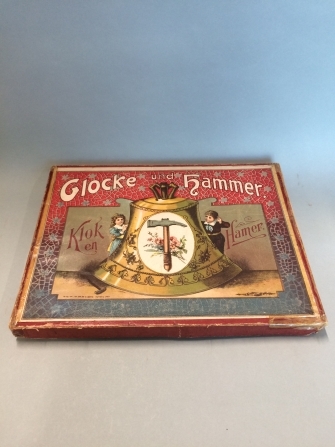 Glocke und Hammer.
Klok en
Hamer.